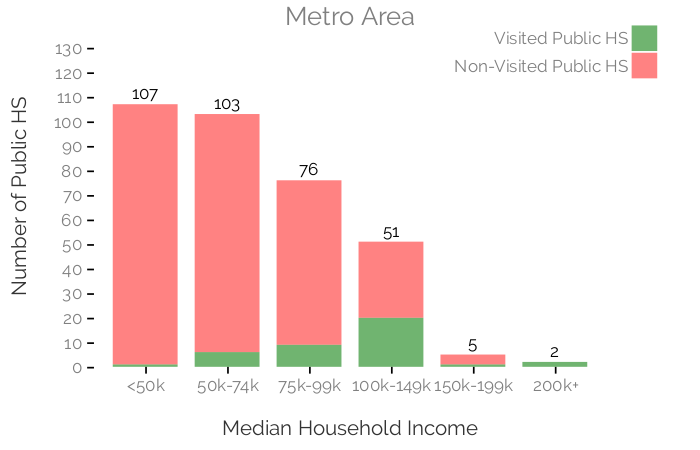 Metro Area
Visited Public HS
Non-Visited Public HS
Number of Public HS
130
120
110
100
90
80
70
60
50
40
30
20
10
0
107
103
76
51
5
2
<50k
50k-74k
75k-99k
100k-149k
150k-199k
200k+
Median Household Income